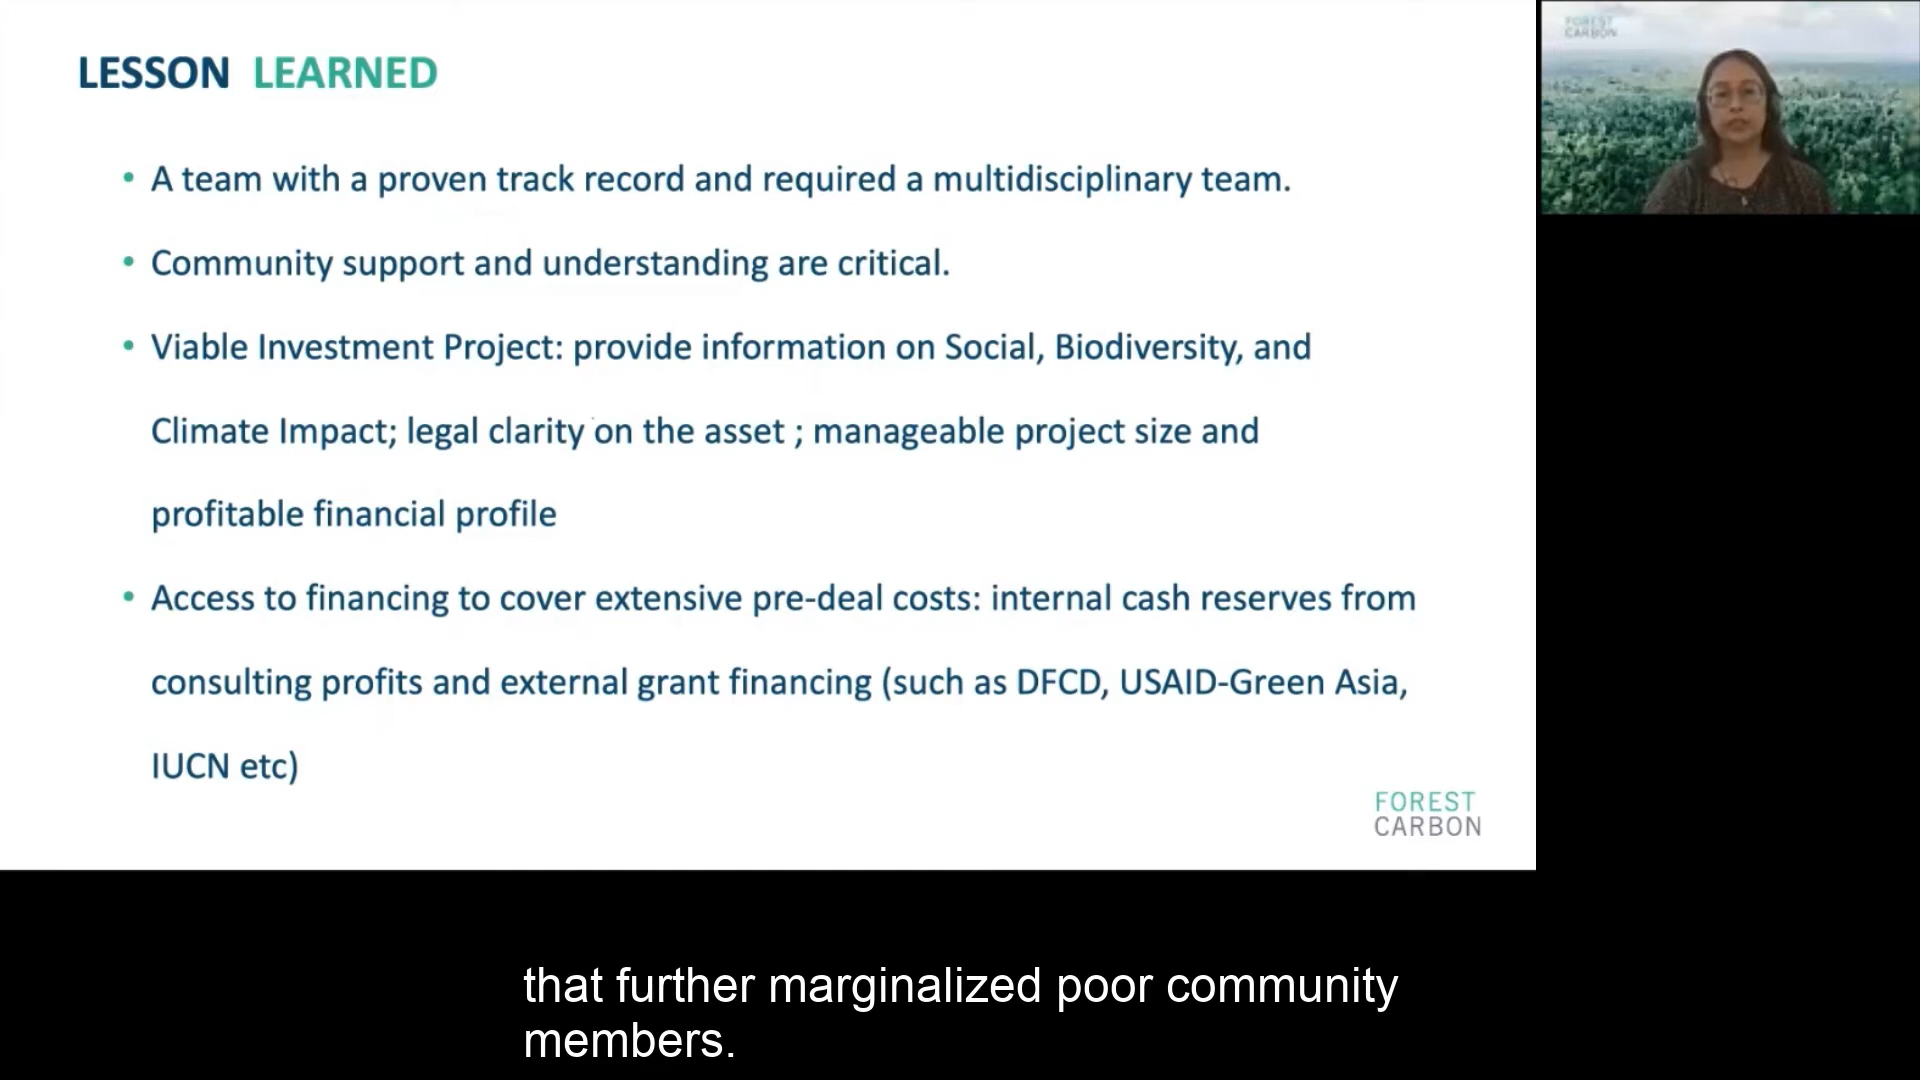 LESSON LEARNED
• A team with a proven track record and required a multidisciplinary team.
• Community support and understanding are critical.
• Viable Investment Project: provide information on Social, Biodiversity, and
Climate Impact; legal clarity on the asset ; manageable project size and
profitable financial profile
• Access to financing to cover extensive pre-deal costs: internal cash reserves from
consulting profits and external grant financing (such as DFCD, USAID-Green Asia,
IUCN etc)
FOREST
CARBON
FOREST
CARBON
that further marginalized poor community
members.